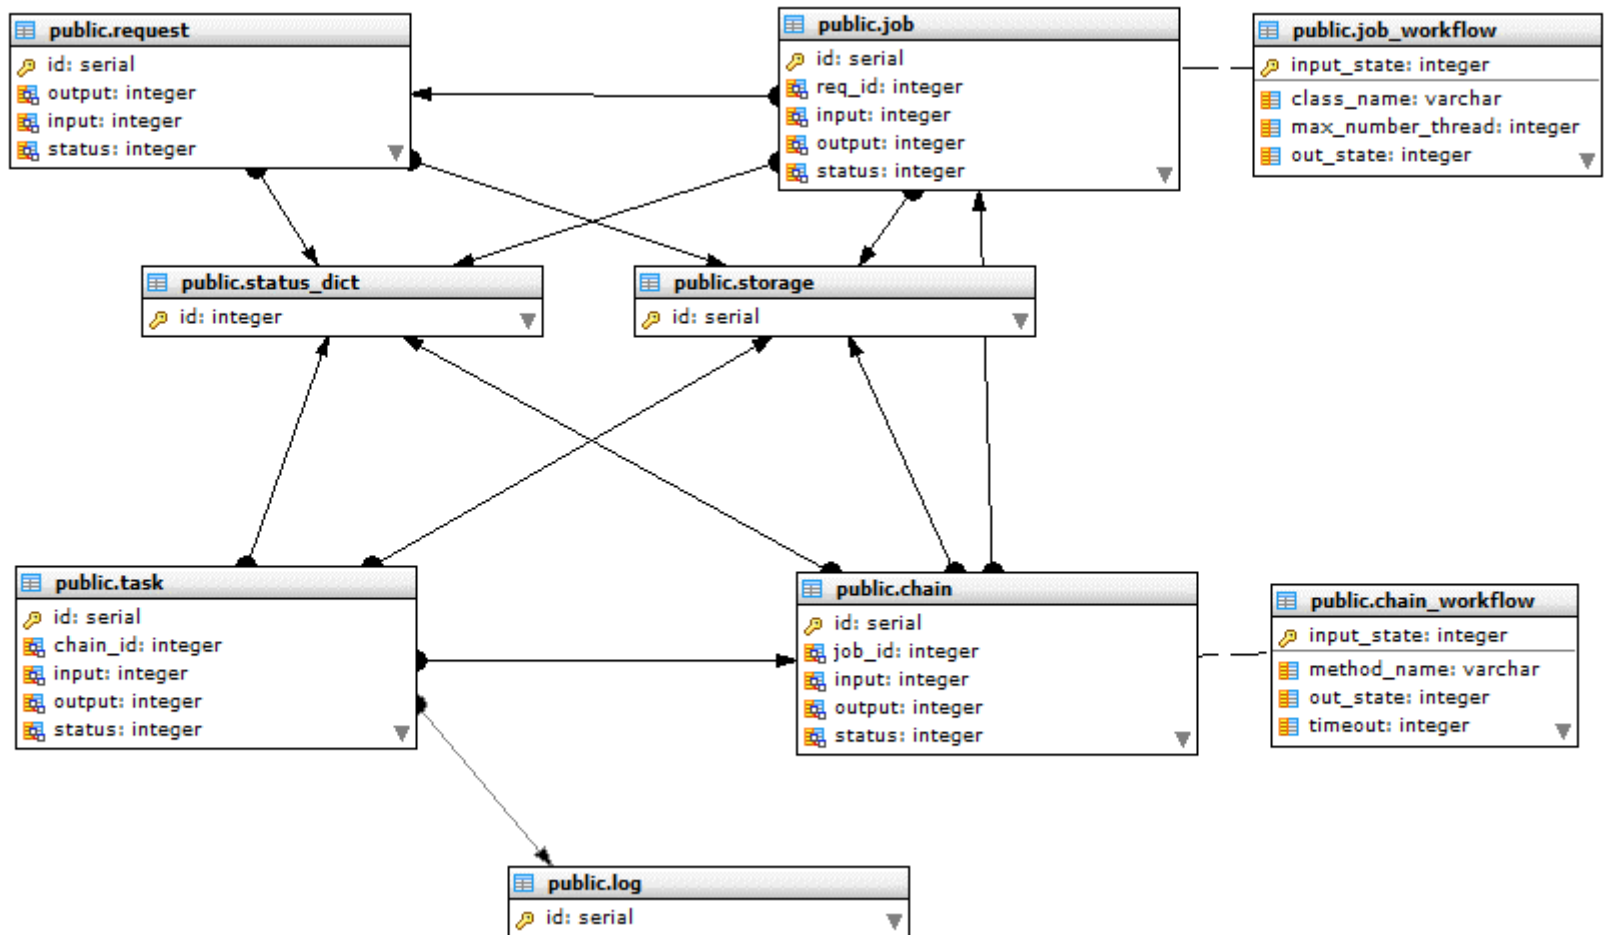 public.request
id: serial
output: integer
input: integer
status: integer
public.job
id: serial
req_id: integer
input: integer
output: integer
status: integer
public.job_workflow
input_state: integer
class_name: varchar
max_number_thread: integer
out_state: integer
public.status_dict
id: integer
public.storage
id: serial
public.task
id: serial
chain_id: integer
input: integer
output: integer
status: integer
public.chain
id: serial
job_id: integer
input: integer
output: integer
status: integer
public.chain_workflow
input_state: integer
method_name: varchar
out_state: integer
timeout: integer
public.log
id: serial